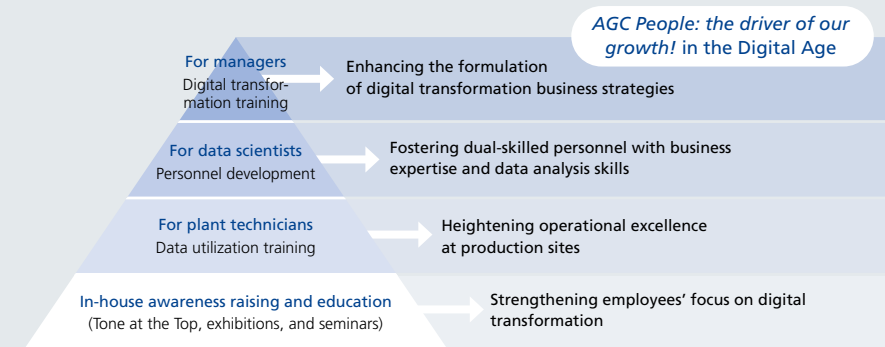 AGC People: the driver of our
growth! in the Digital Age
For managers
Digital transfor-
mation training
Enhancing the formulation
of digital transformation business strategies
For data scientists
Personnel development
Fostering dual-skilled personnel with business
expertise and data analysis skills
For plant technicians
Data utilization training
Heightening operational excellence
at production sites
In-house awareness raising and education
(Tone at the Top, exhibitions, and seminars)
Strengthening employees’ focus on digital
transformation